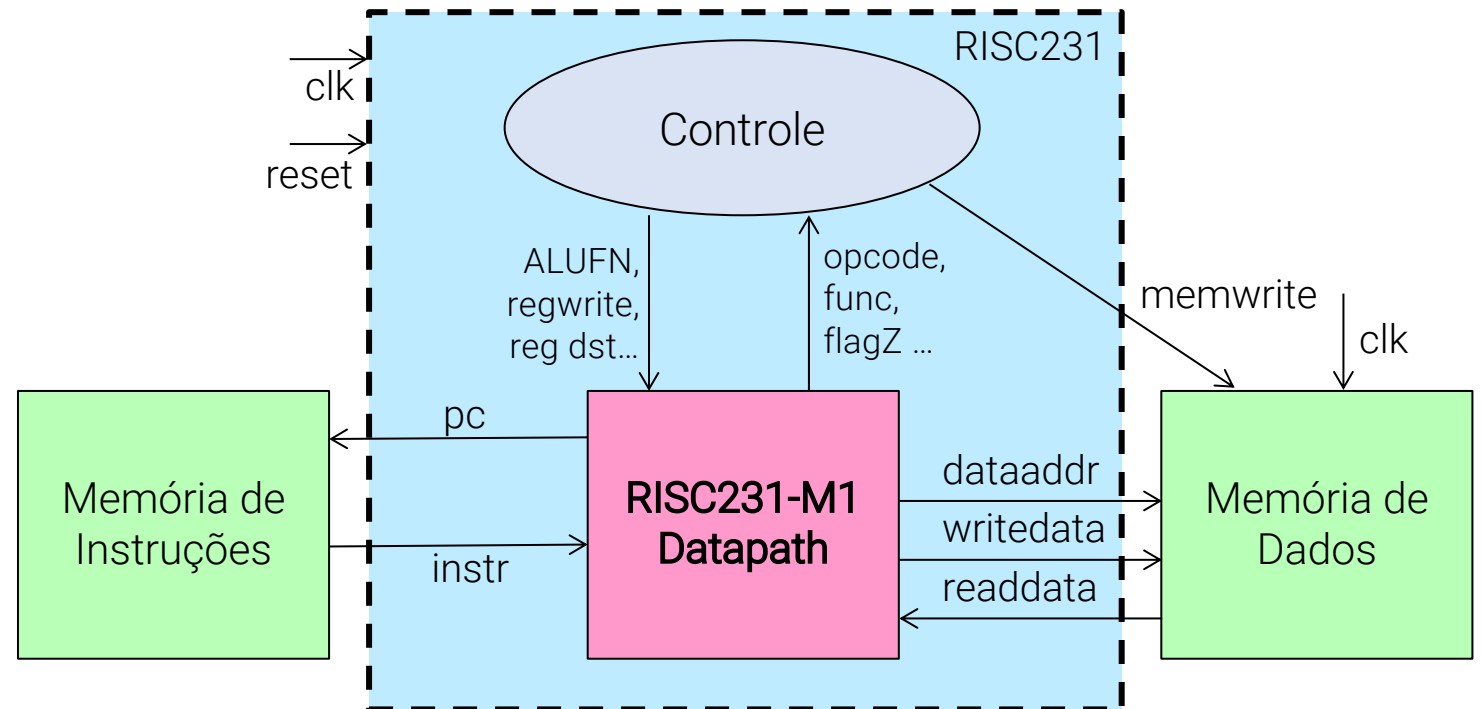 RISC231
clk
reset
Controle
ALUFN,
regwrite,
reg dst...
opcode,
func,
flagZ ...
memwrite
clk
pc
instr
Memória de
Instruções
RISC231-M1
Datapath
dataaddr
writedata
readdata
Memória de
Dados